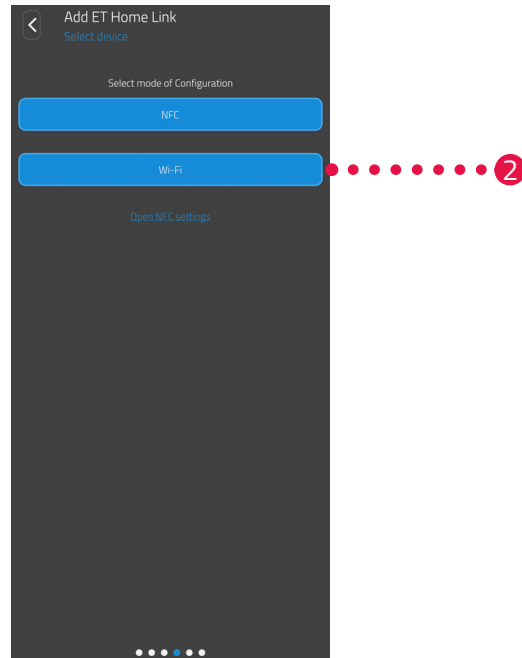 Add ET Home Link
Select device
Select mode of Configuration
NFC
Wi-Fi
2
Open NFC settings